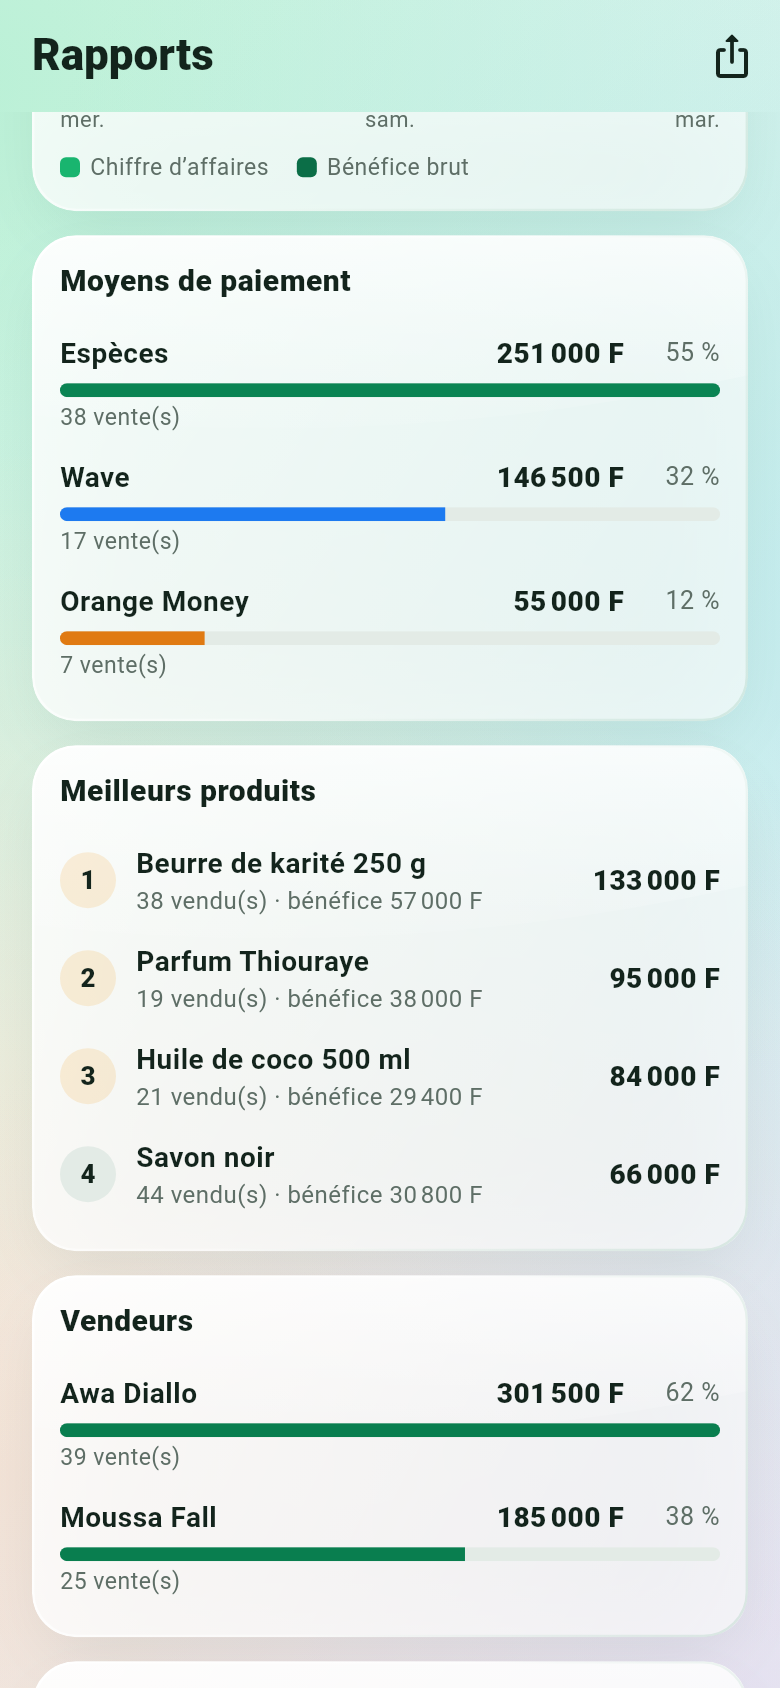 Rapports
mer. sam. mar.
Chiffre d’affaires Bénéfice brut
Moyens de paiement
Espèces 251 000 F 55 %
38 vente(s)
Wave 146 500 F 32 %
17 vente(s)
Orange Money 55 000 F 12 %
7 vente(s)
Meilleurs produits
1 Beurre de karité 250 g 133 000 F
38 vendu(s) · bénéfice 57 000 F
2 Parfum Thiouraye 95 000 F
19 vendu(s) · bénéfice 38 000 F
3 Huile de coco 500 ml 84 000 F
21 vendu(s) · bénéfice 29 400 F
4 Savon noir 66 000 F
44 vendu(s) · bénéfice 30 800 F
Vendeurs
Awa Diallo 301 500 F 62 %
39 vente(s)
Moussa Fall 185 000 F 38 %
25 vente(s)